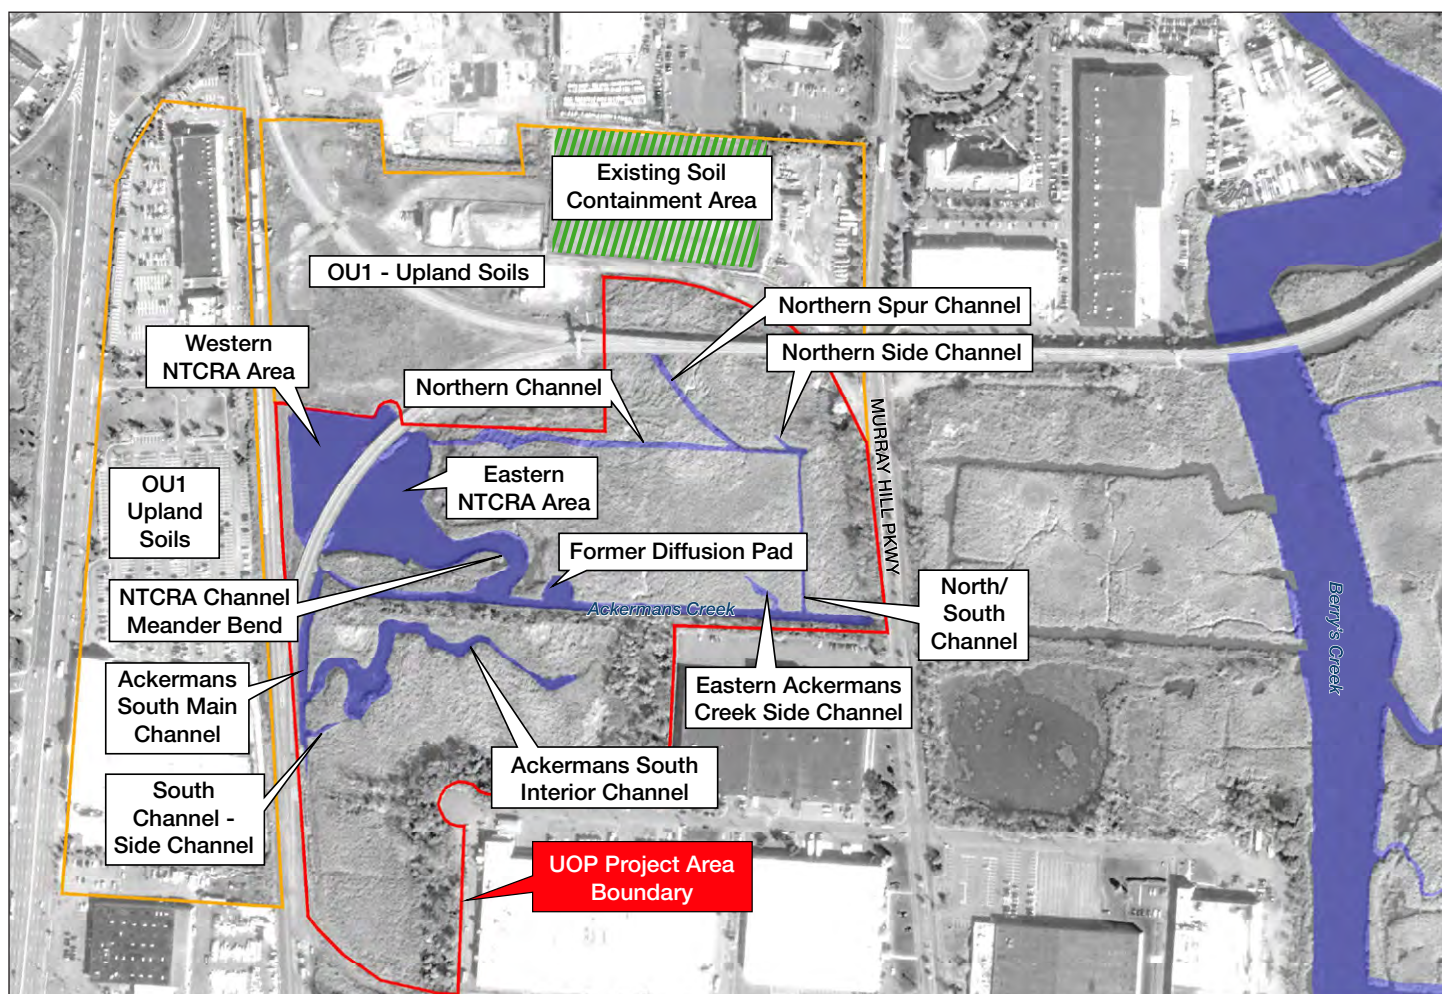 Existing Soil
Containment Area
OU1 - Upland Soils
Northern Spur Channel
Western
NTCRA Area
Northern Side Channel
Northern Channel
MURRAY HILL PKWY
OU1
Upland
Soils
Eastern
NTCRA Area
Former Diffusion Pad
NTCRA Channel
Meander Bend
Ackermans Creek
North/
South
Channel
Berry's Creek
Ackermans
South Main
Channel
Eastern Ackermans
Creek Side Channel
Ackermans South
Interior Channel
South
Channel -
Side Channel
UOP Project Area
Boundary